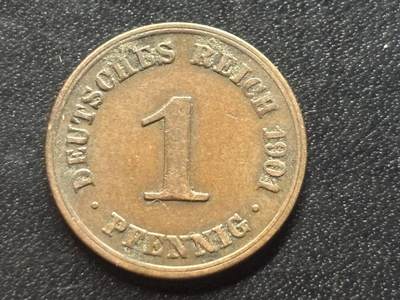 DEUTSCHES REICH 1901
1
· PFENNIG ·